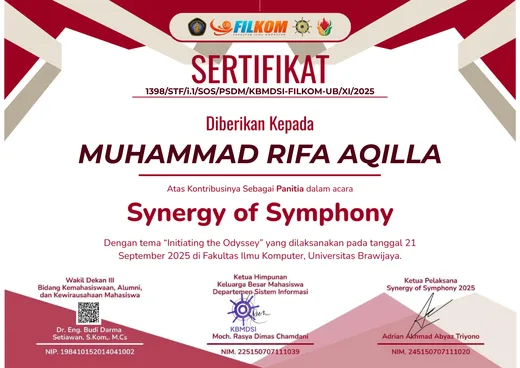 FILKOM
SERTIFIKAT
1398/STF/i.1/SOS/PSDM/KBMDSI-FILKOM-UB/XI/2025
Diberikan Kepada
MUHAMMAD RIFA AQILLA
Atas Kontribusinya Sebagai Panitia dalam acara
Synergy of Symphony
Dengan tema “Initiating the Odyssey” yang dilaksanakan pada tanggal 21
September 2025 di Fakultas Ilmu Komputer, Universitas Brawijaya.
Wakil Dekan III
Bidang Kemahasiswaan, Alumni,
dan Kewirausahaan Mahasiswa
Dr. Eng. Budi Darma
Setiawan, S.Kom., M.Cs
NIP. 198410152014041002
Ketua Himpunan
Keluarga Besar Mahasiswa
Departemen Sistem Informasi
KBMDSI
Moch. Rasya Dimas Chamdani
NIM. 225150707111039
Ketua Pelaksana
Synergy of Symphony 2025
Adrian Akhmad Abyaz Triyono
NIM. 245150707111020